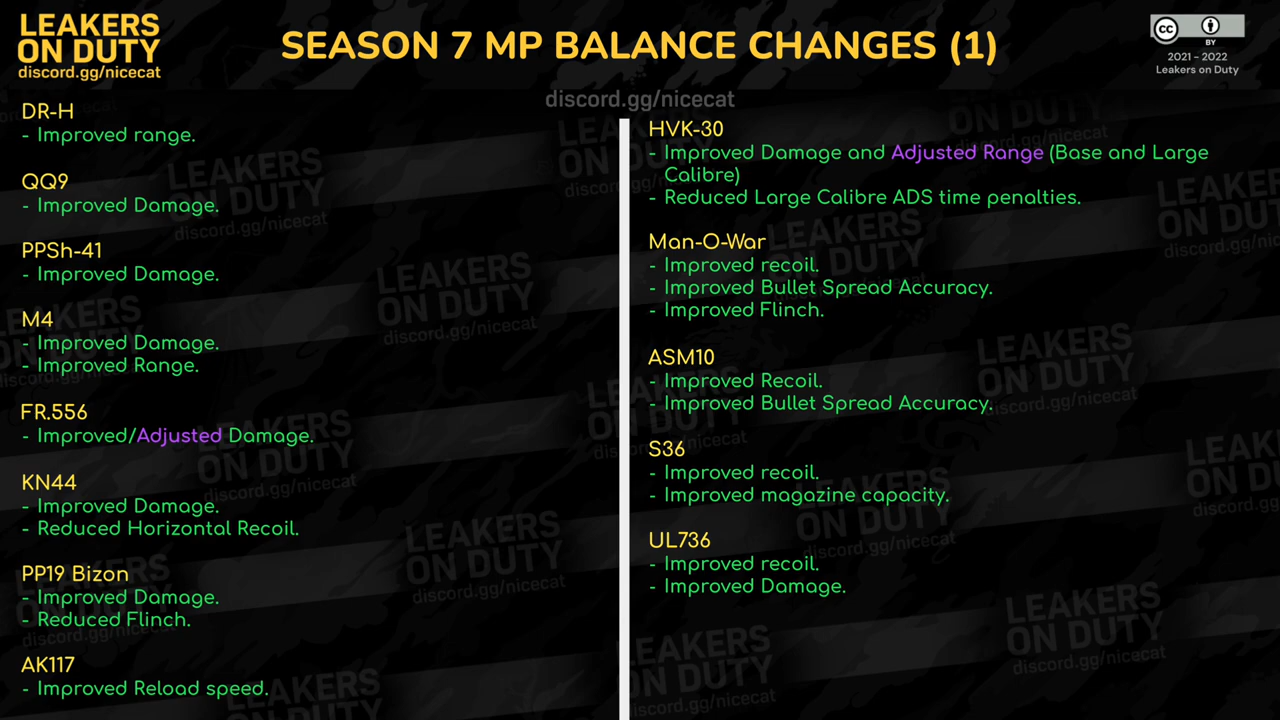 LEAKERS
ON DUTY
discord.gg/nicecat
SEASON 7 MP BALANCE CHANGES (1)
CC
BY
2021 - 2022
Leakers on Duty
discord.gg/nicecat
DR-H
- Improved range.
QQ9
- Improved Damage.
PPSh-41
- Improved Damage.
M4
- Improved Damage.
- Improved Range.
FR.556
- Improved/Adjusted Damage.
KN44
- Improved Damage.
- Reduced Horizontal Recoil.
PP19 Bizon
- Improved Damage.
- Reduced Flinch.
AK117
- Improved Reload speed.
HVK-30
- Improved Damage and Adjusted Range (Base and Large
Calibre)
- Reduced Large Calibre ADS time penalties.
Man-O-War
- Improved recoil.
- Improved Bullet Spread Accuracy.
- Improved Flinch.
ASM10
- Improved Recoil.
- Improved Bullet Spread Accuracy.
S36
- Improved recoil.
- Improved magazine capacity.
UL736
- Improved recoil.
- Improved Damage.